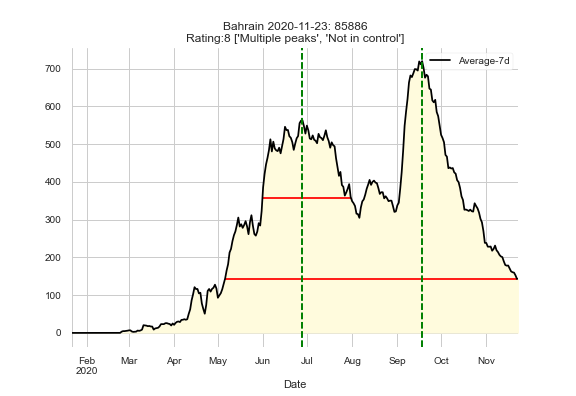 Bahrain 2020-11-23: 85886
Rating:8 ['Multiple peaks', 'Not in control']
Average-7d
700
600
500
400
300
200
100
0
Feb Mar Apr May Jun Jul Aug Sep Oct Nov
2020
Date